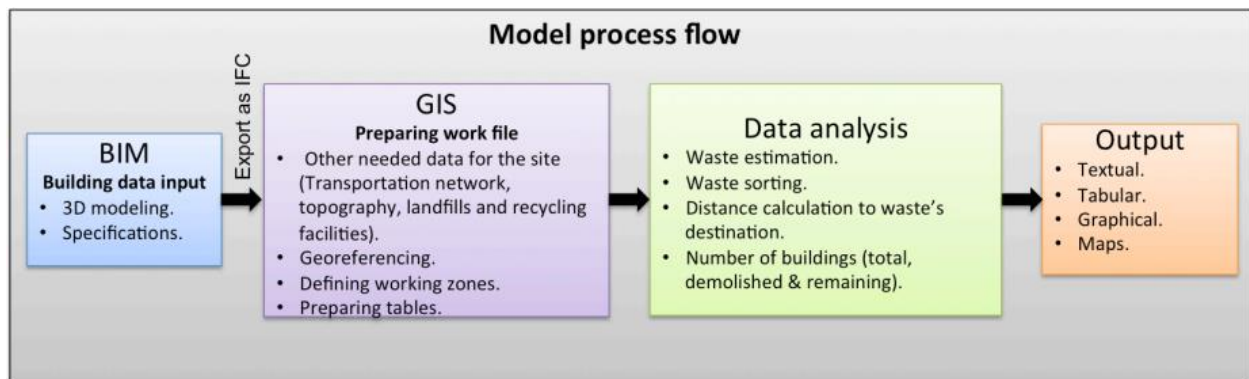 Model process flow
BIM
Building data input
• 3D modeling.
• Specifications.
Export as IFC
GIS
Preparing work file
• Other needed data for the site
(Transportation network,
topography, landfills and recycling
facilities).
• Georeferencing.
• Defining working zones.
• Preparing tables.
Data analysis
• Waste estimation.
• Waste sorting.
• Distance calculation to waste's
destination.
• Number of buildings (total,
demolished & remaining).
Output
• Textual.
• Tabular.
• Graphical.
• Maps.